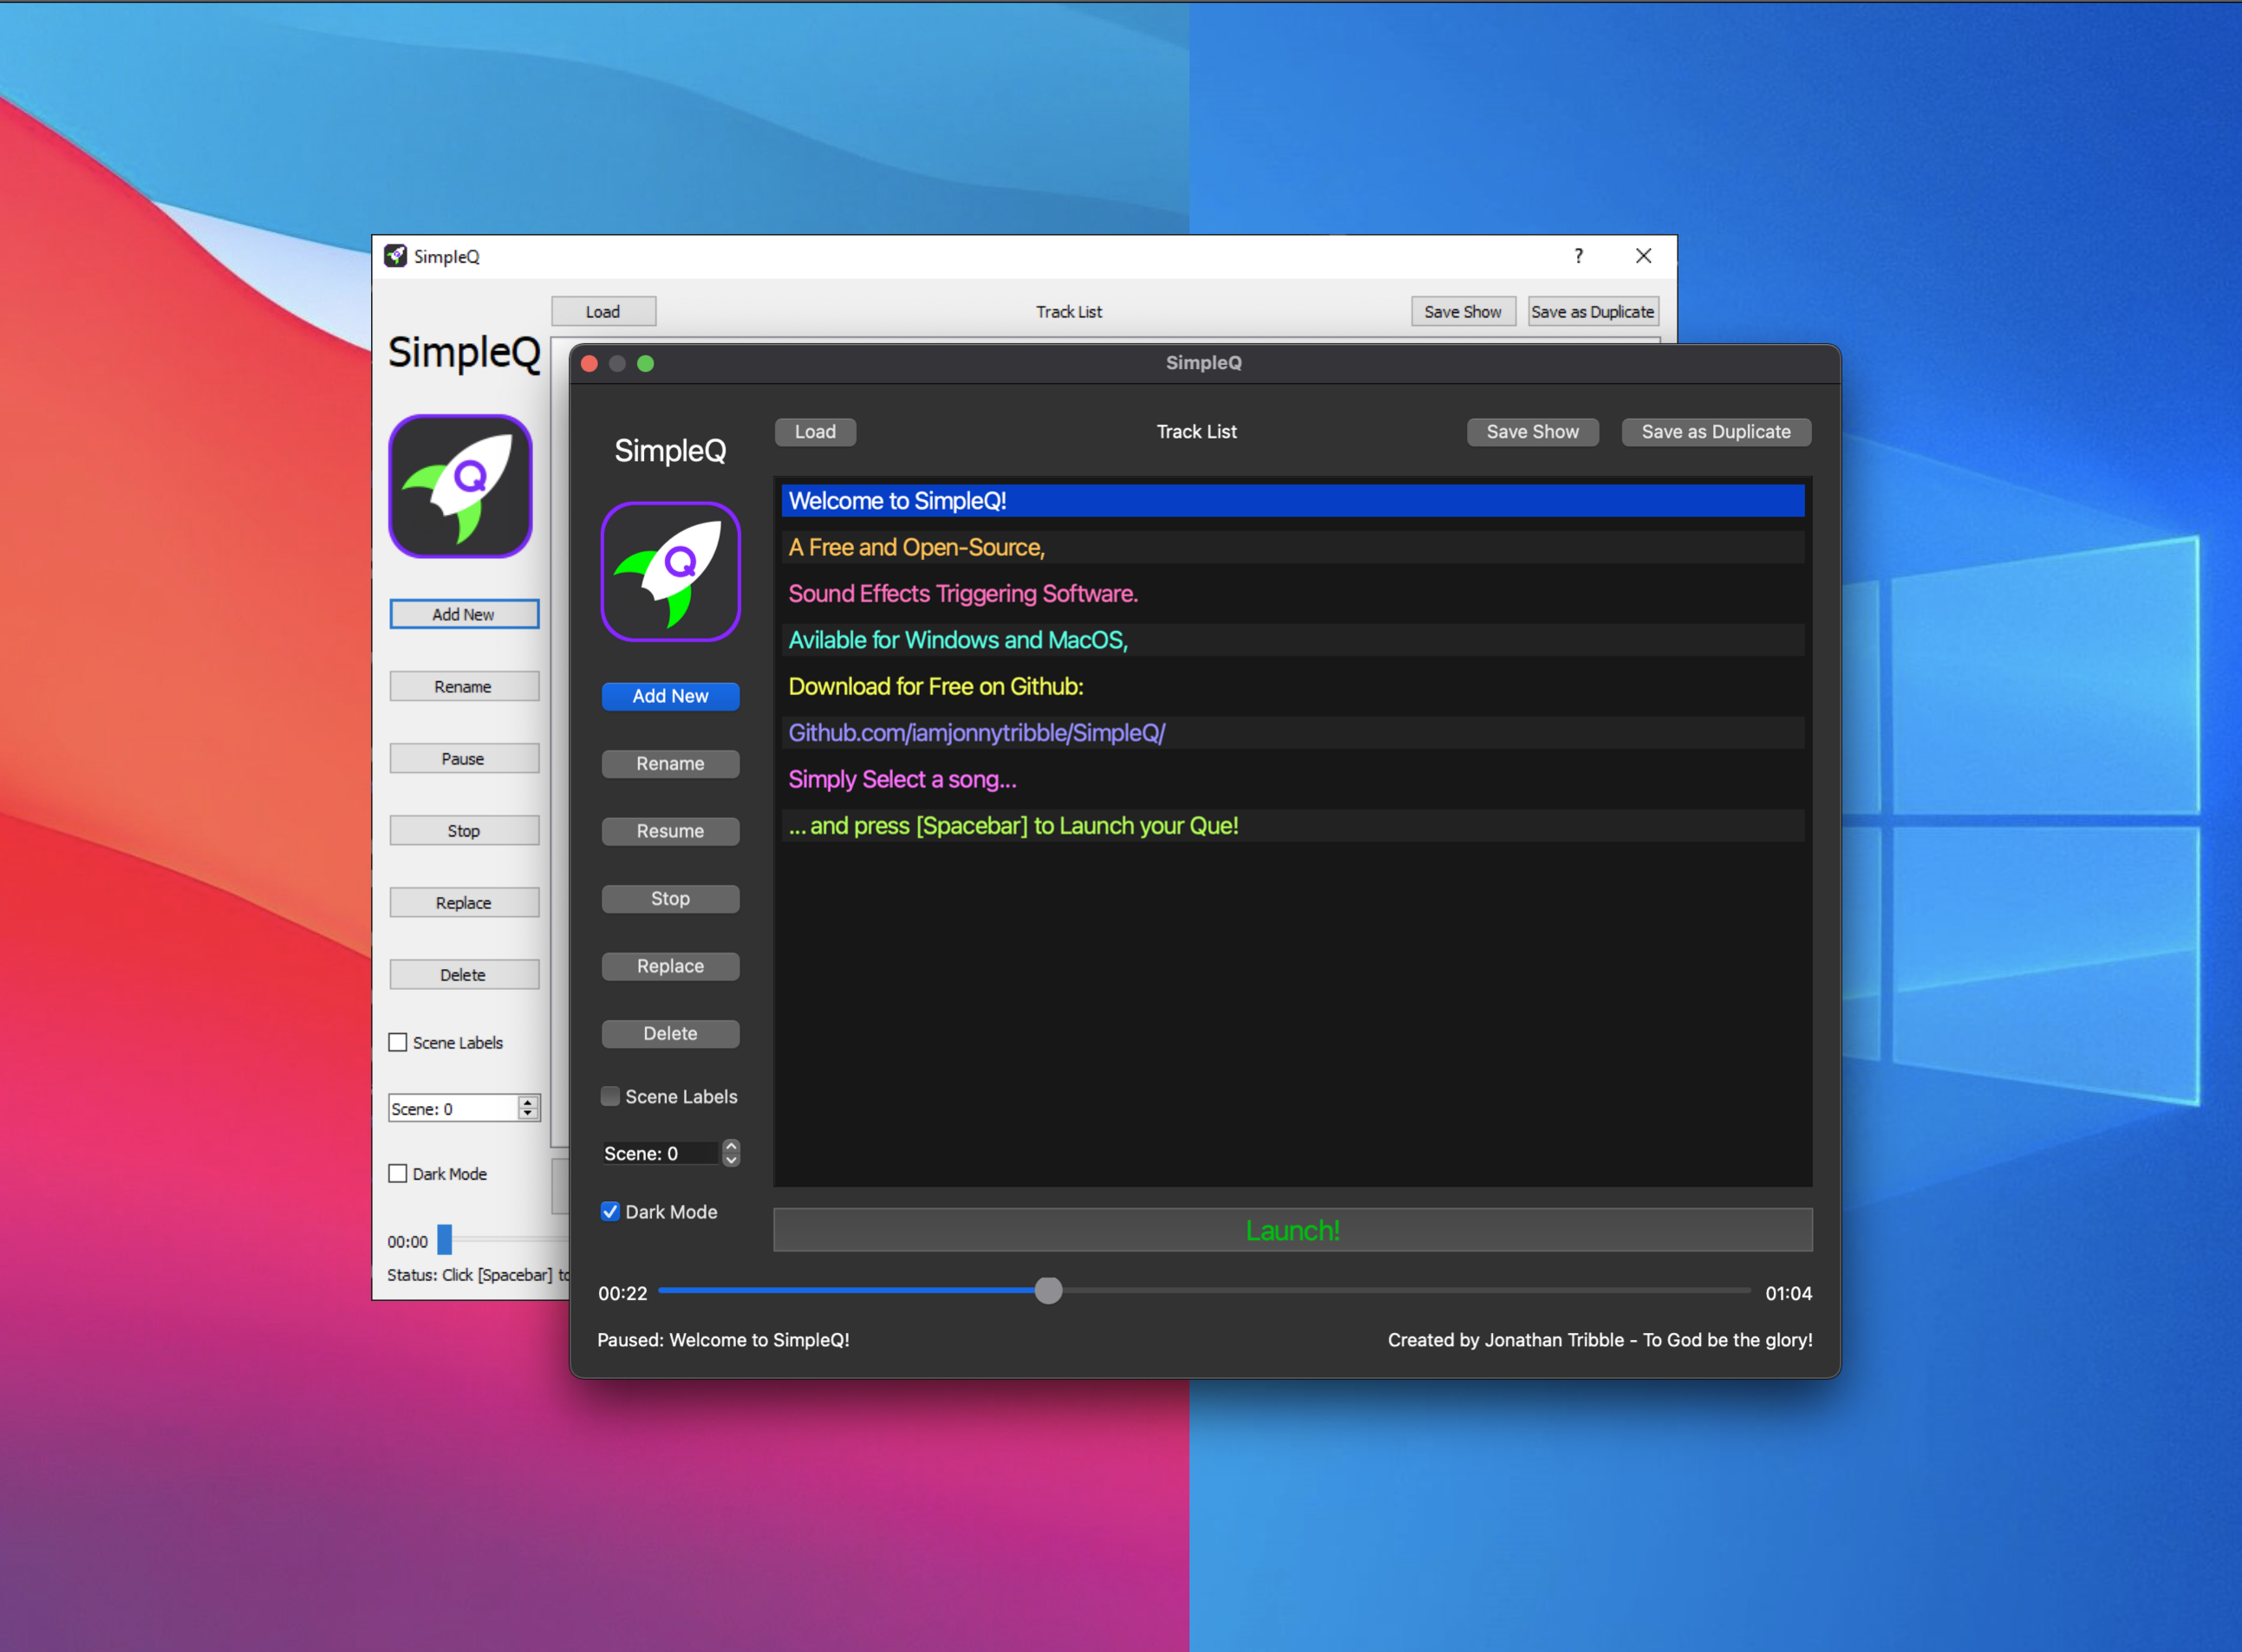 SimpleQ
?
Load
Track List
Save Show
Save as Duplicate
SimpleQ
Q
Add New
Rename
Pause
Stop
Replace
Delete
Scene Labels
Scene: 0
Dark Mode
00:00
Status: Click [Spacebar] to
SimpleQ
SimpleQ
Load
Track List
Save Show
Save as Duplicate
Q
Add New
Rename
Resume
Stop
Replace
Delete
Scene Labels
Scene: 0
Dark Mode
Welcome to SimpleQ!
A Free and Open-Source,
Sound Effects Triggering Software.
Avilable for Windows and MacOS,
Download for Free on Github:
Github.com/iamjonnytribble/SimpleQ/
Simply Select a song...
... and press [Spacebar] to Launch your Que!
Launch!
00:22
01:04
Paused: Welcome to SimpleQ!
Created by Jonathan Tribble - To God be the glory!